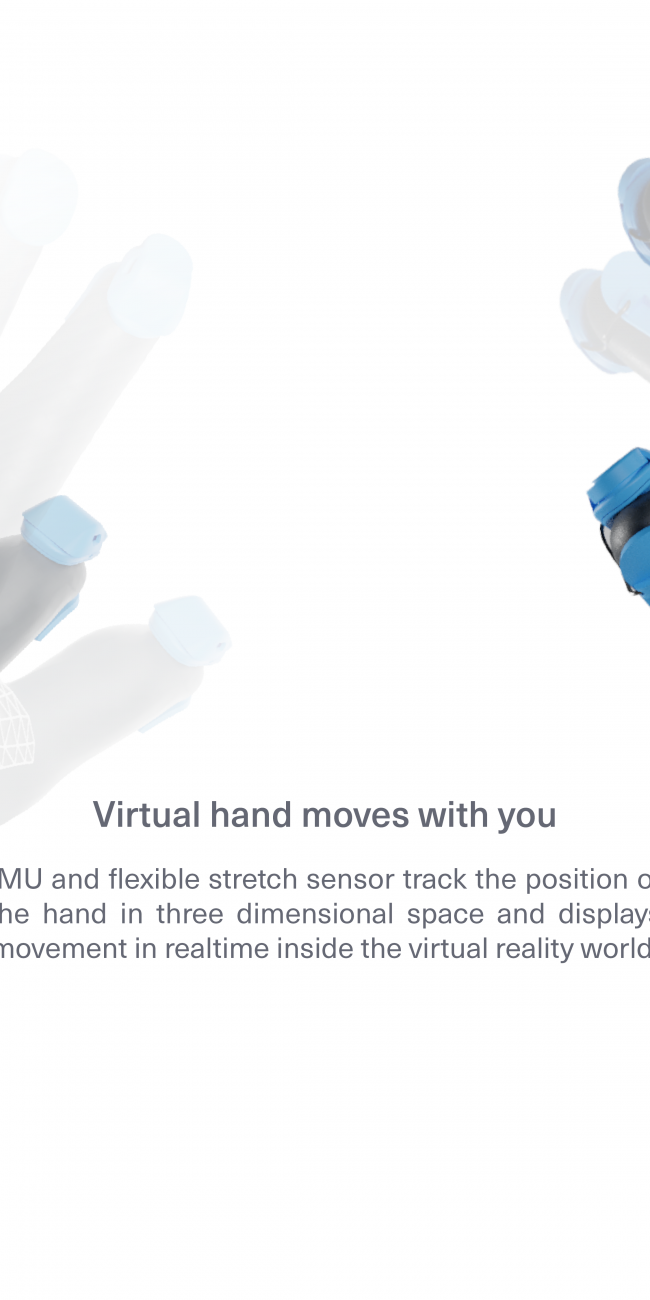 Virtual hand moves with you
MU and flexible stretch sensor track the position o
he hand in three dimensional space and displays
movement in realtime inside the virtual reality world